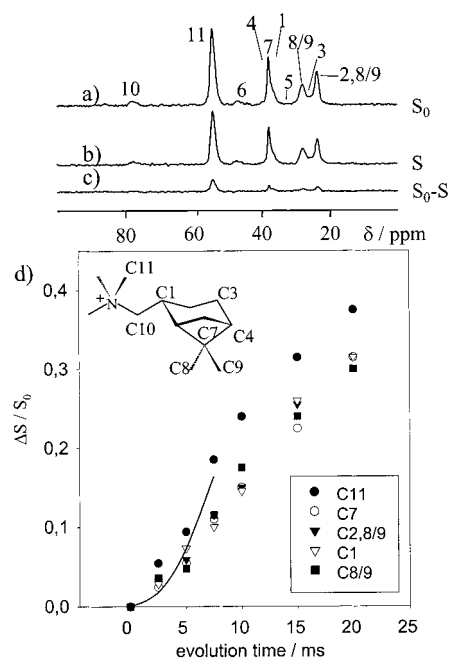 4 1
11 7 8/9 3
a) 10 6 5 2,8/9 S0
b) S
c) S0-S
80 60 40 20 δ / ppm
d)
0,4
C11
+
N C1 C3
C10 C7 C4
0,3
C8 C9
ΔS / S0
0,2
C11
C7
0,1
C2,8/9
C1
C8/9
0,0
0 5 10 15 20
evolution time / ms